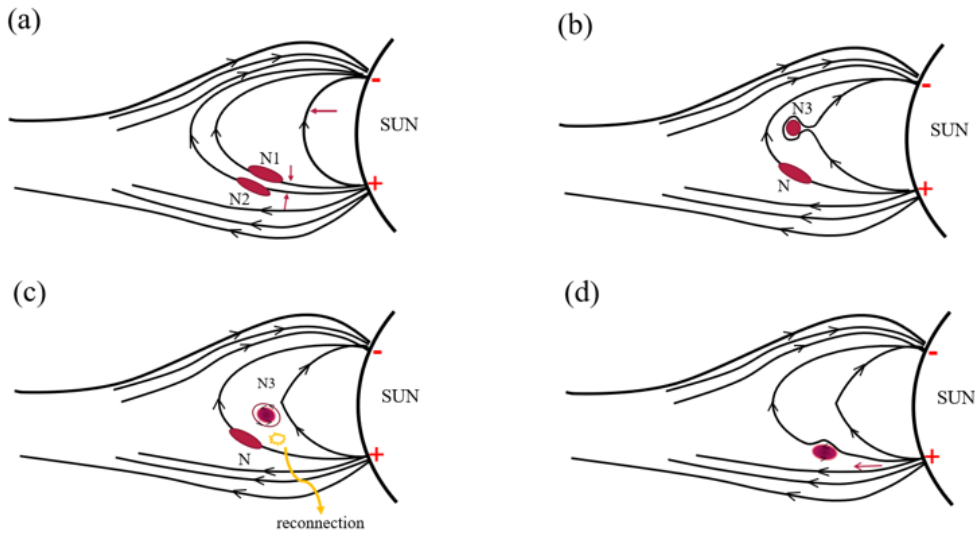 (a)
-
SUN
N1
N2
+
(b)
-
N3
SUN
N
+
(c)
-
N3
SUN
N
+
reconnection
(d)
-
SUN
+